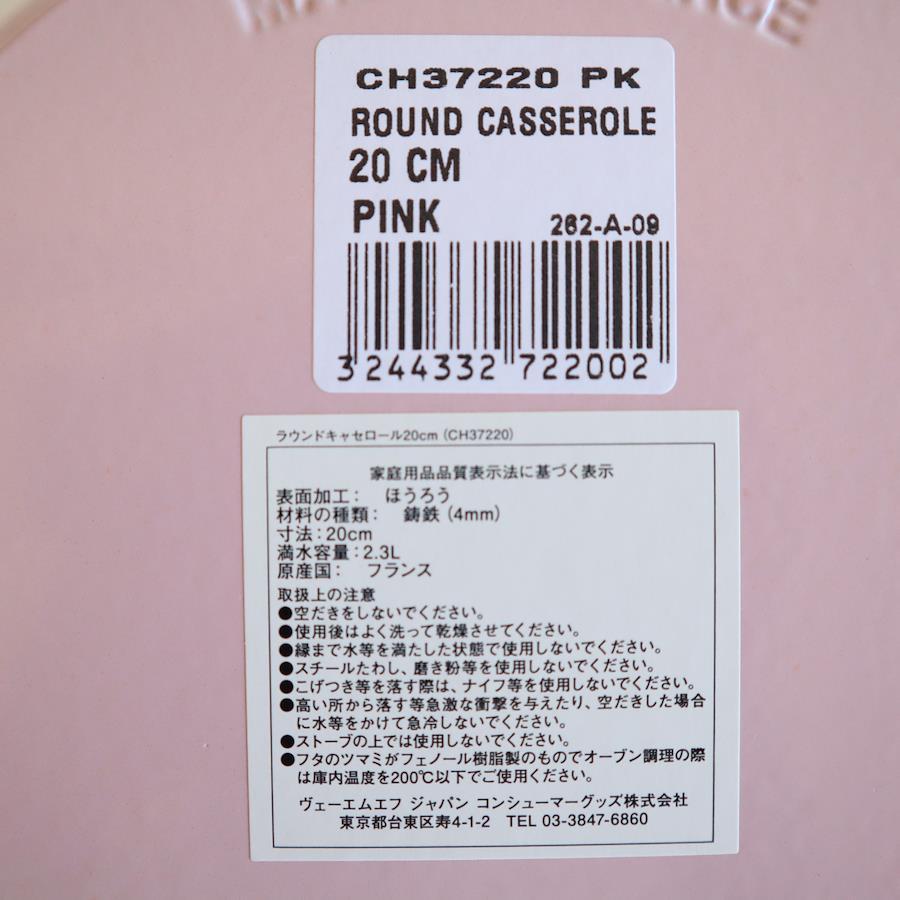 CH37220 PK
ROUND CASSEROLE
20 CM
PINK
262-A-09
3 244332 722002
ラウンドキャセロール20cm (CH37220)
家庭用品品質表示法に基づく表示
表面加工： ほうろう
材料の種類： 鋳鉄 (4mm)
寸法：20cm
満水容量：2.3L
原産国： フランス
取扱上の注意
●空だきをしないでください。
●使用後はよく洗って乾燥させてください。
●縁まで水等を満たした状態で使用しないでください。
●スチールたわし、磨き粉等を使用しないでください。
●こげつき等を落す際は、ナイフ等を使用しないでください。
●高い所から落す等急激な衝撃を与えたり、空だきした場合
に水等をかけて急冷しないでください。
●ストーブの上では使用しないでください。
●フタのツマミがフェノール樹脂製のものでオーブン調理の際
は庫内温度を200℃以下でご使用ください。
ヴェーエムエフ ジャパン コンシューマーグッズ株式会社
東京都台東区寿4-1-2 TEL 03-3847-6860